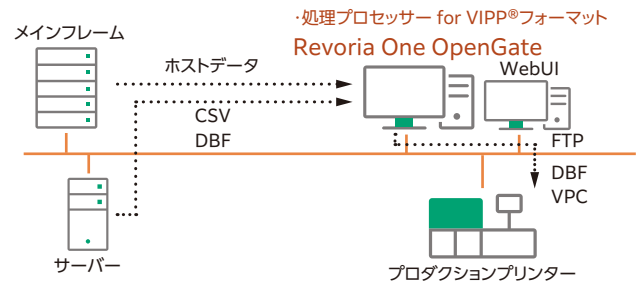 ・処理プロセッサー for VIPP®フォーマット
メインフレーム
Revoria One OpenGate
ホストデータ
WebUI
CSV
DBF
FTP
DBF
VPC
サーバー
プロダクションプリンター